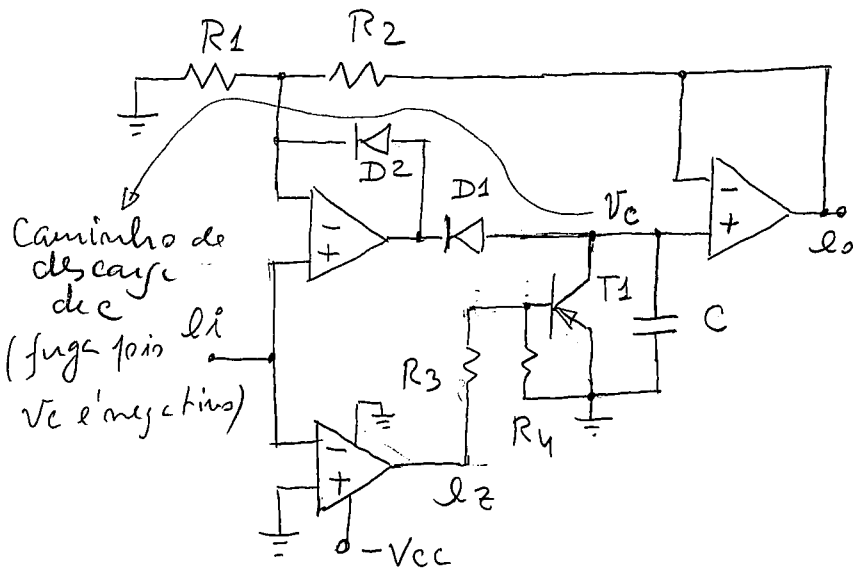 R1
R2
D2
D1
Vc
Caminho de
descarga
de c
(fuga pois
Vc é negativo)
ei
-
+
-
+
eo
T1
C
R3
R4
-
+
ez
-Vcc